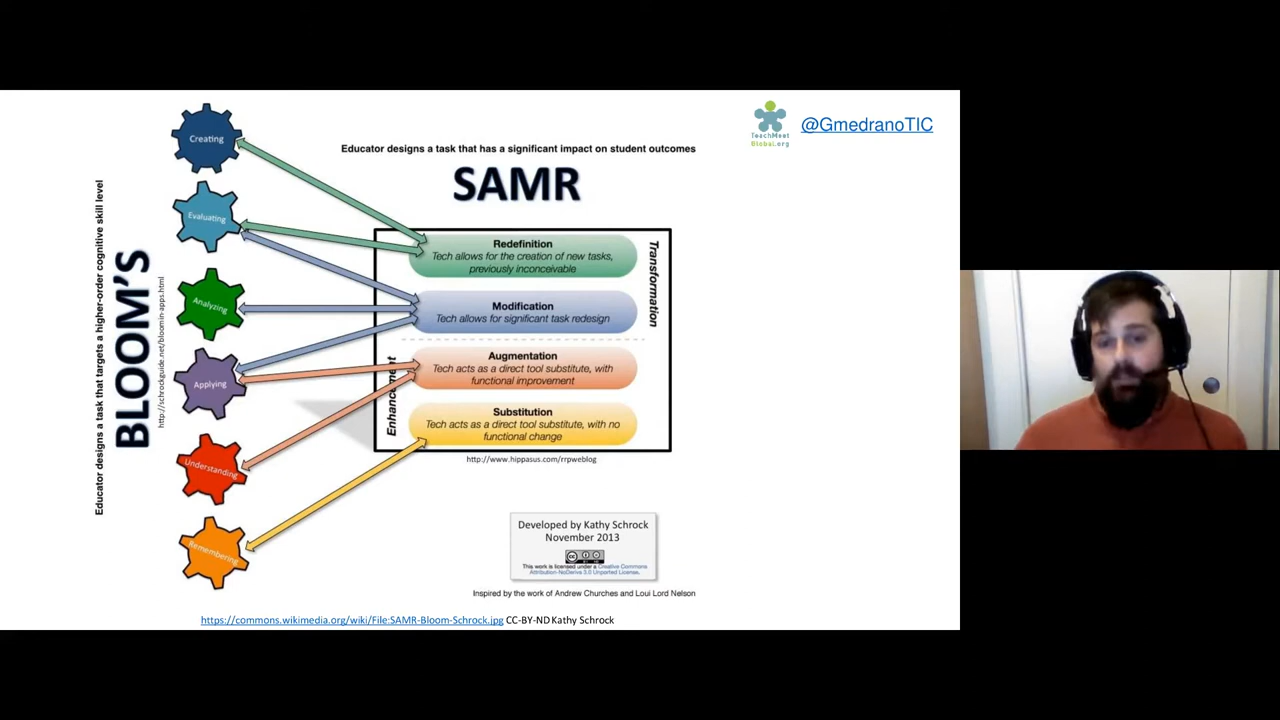 @GmedranoTIC
TeachMeet
Global.org
Educator designs a task that has a significant impact on student outcomes
SAMR
Educator designs a task that targets a higher-order cognitive skill level
BLOOM'S
http://schrockguide.net/bloomin-apps.html
Creating
Evaluating
Analyzing
Applying
Understanding
Remembering
Transformation
Redefinition
Tech allows for the creation of new tasks,
previously inconceivable
Modification
Tech allows for significant task redesign
Enhancement
Augmentation
Tech acts as a direct tool substitute, with
functional improvement
Substitution
Tech acts as a direct tool substitute, with no
functional change
http://www.hippasus.com/rrpweblog
Developed by Kathy Schrock
November 2013
This work is licensed under a Creative Commons
Attribution-NoDerivs 3.0 Unported License.
Inspired by the work of Andrew Churches and Loui Lord Nelson
https://commons.wikimedia.org/wiki/File:SAMR-Bloom-Schrock.jpg CC-BY-ND Kathy Schrock